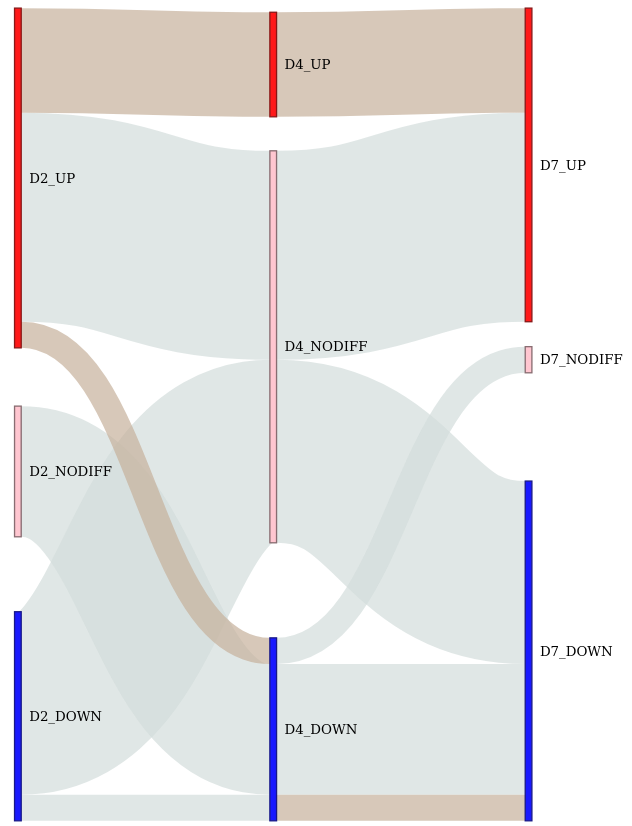 D4_UP
D7_UP
D2_UP
D4_NODIFF
D7_NODIFF
D2_NODIFF
D7_DOWN
D2_DOWN
D4_DOWN